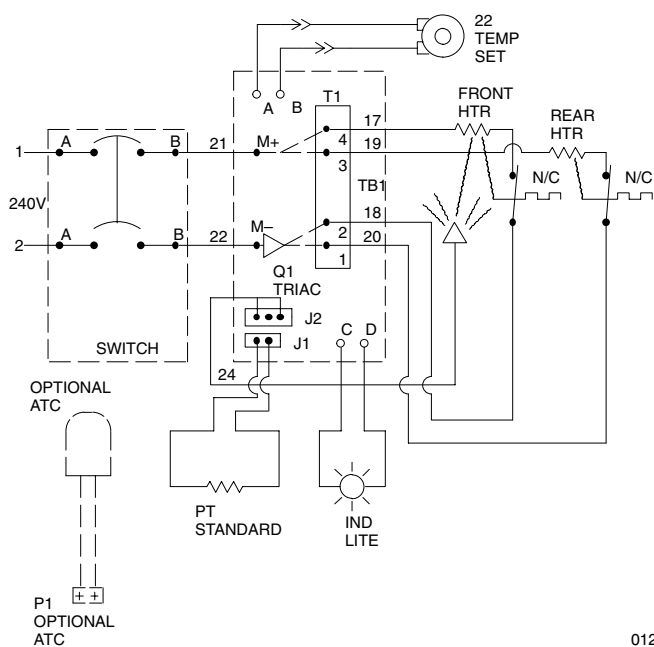 22
TEMP
SET
A B
T1
17
FRONT
HTR
REAR
HTR
1
A
B
21
M+
4
19
3
N/C
N/C
240V
TB1
18
2
A
B
22
M–
2
20
1
Q1
TRIAC
J2
C D
J1
SWITCH
24
OPTIONAL
ATC
PT
STANDARD
IND
LITE
+ +
P1
OPTIONAL
ATC
012